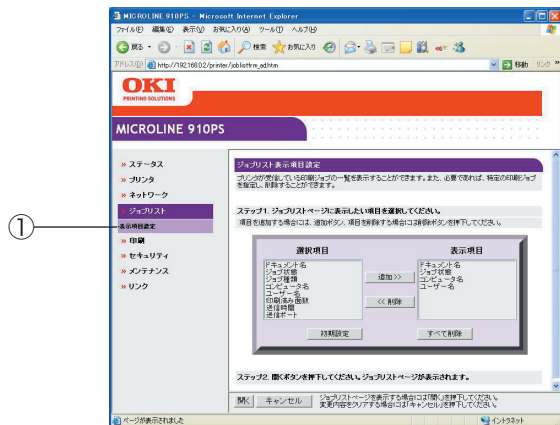 MICROLINE 910PS - Microsoft Internet Explorer
ファイル(F) 編集(E) 表示(V) お気に入り(A) ツール(T) ヘルプ(H)
戻る 検索 お気に入り
アドレス(D) http://192.168.0.2/printer/joblistfrm_ad.htm 移動 リンク »
OKI
PRINTING SOLUTIONS
MICROLINE 910PS
» ステータス
» プリンタ
» ネットワーク
» ジョブリスト
表示項目設定
» 印刷
» セキュリティ
» メンテナンス
» リンク
①
ジョブリスト表示項目設定
プリンタが受信している印刷ジョブの一覧を表示することができます。また、必要であれば、特定の印刷ジョブ
を指定し、削除することができます。
ステップ1. ジョブリストページに表示したい項目を選択してください。
項目を追加する場合には、追加ボタン、項目を削除する場合には削除ボタンを押下してください。
選択項目
ドキュメント名
ジョブ状態
ジョブ種類
コンピュータ名
ユーザー名
印刷済み面数
送信時間
送信ポート
追加 >>
<< 削除
表示項目
ドキュメント名
ジョブ状態
コンピュータ名
ユーザー名
初期設定 すべて削除
ステップ2. 開くボタンを押下してください。ジョブリストページが表示されます。
開く キャンセル ジョブリストページを表示する場合には「開く」を押下してください。
変更内容をクリアする場合には「キャンセル」を押下してください。
ページが表示されました イントラネット